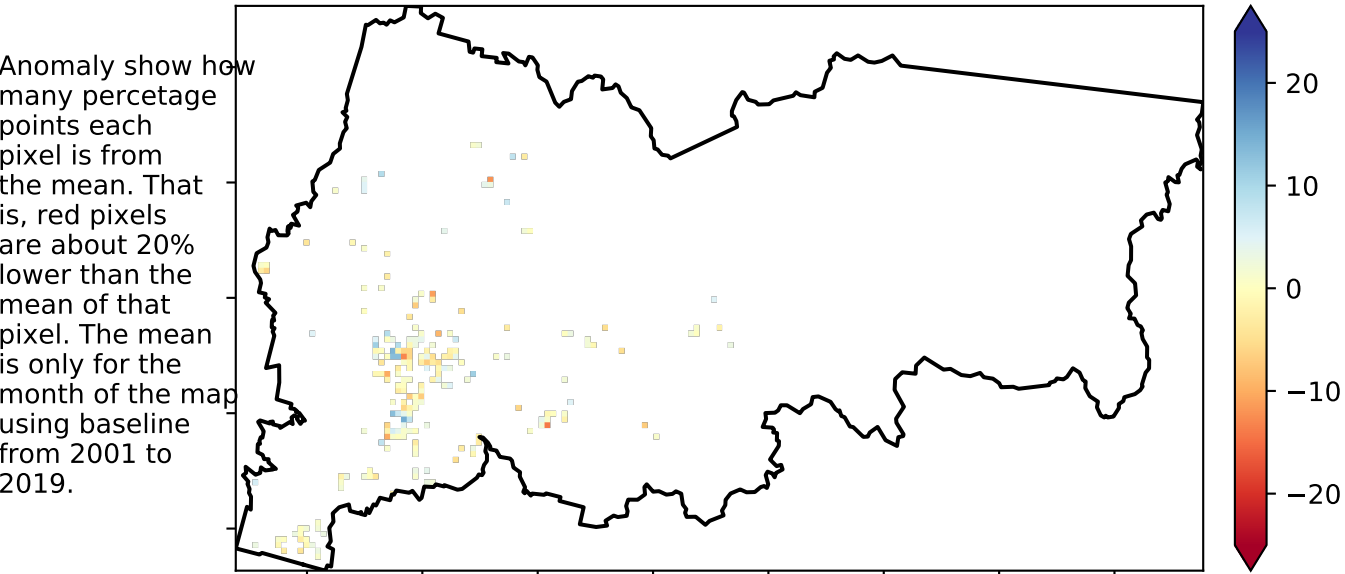 Anomaly show how
many percetage
points each
pixel is from
the mean. That
is, red pixels
are about 20%
lower than the
mean of that
pixel. The mean
is only for the
month of the map
using baseline
from 2001 to
2019.
20
10
0
−10
−20